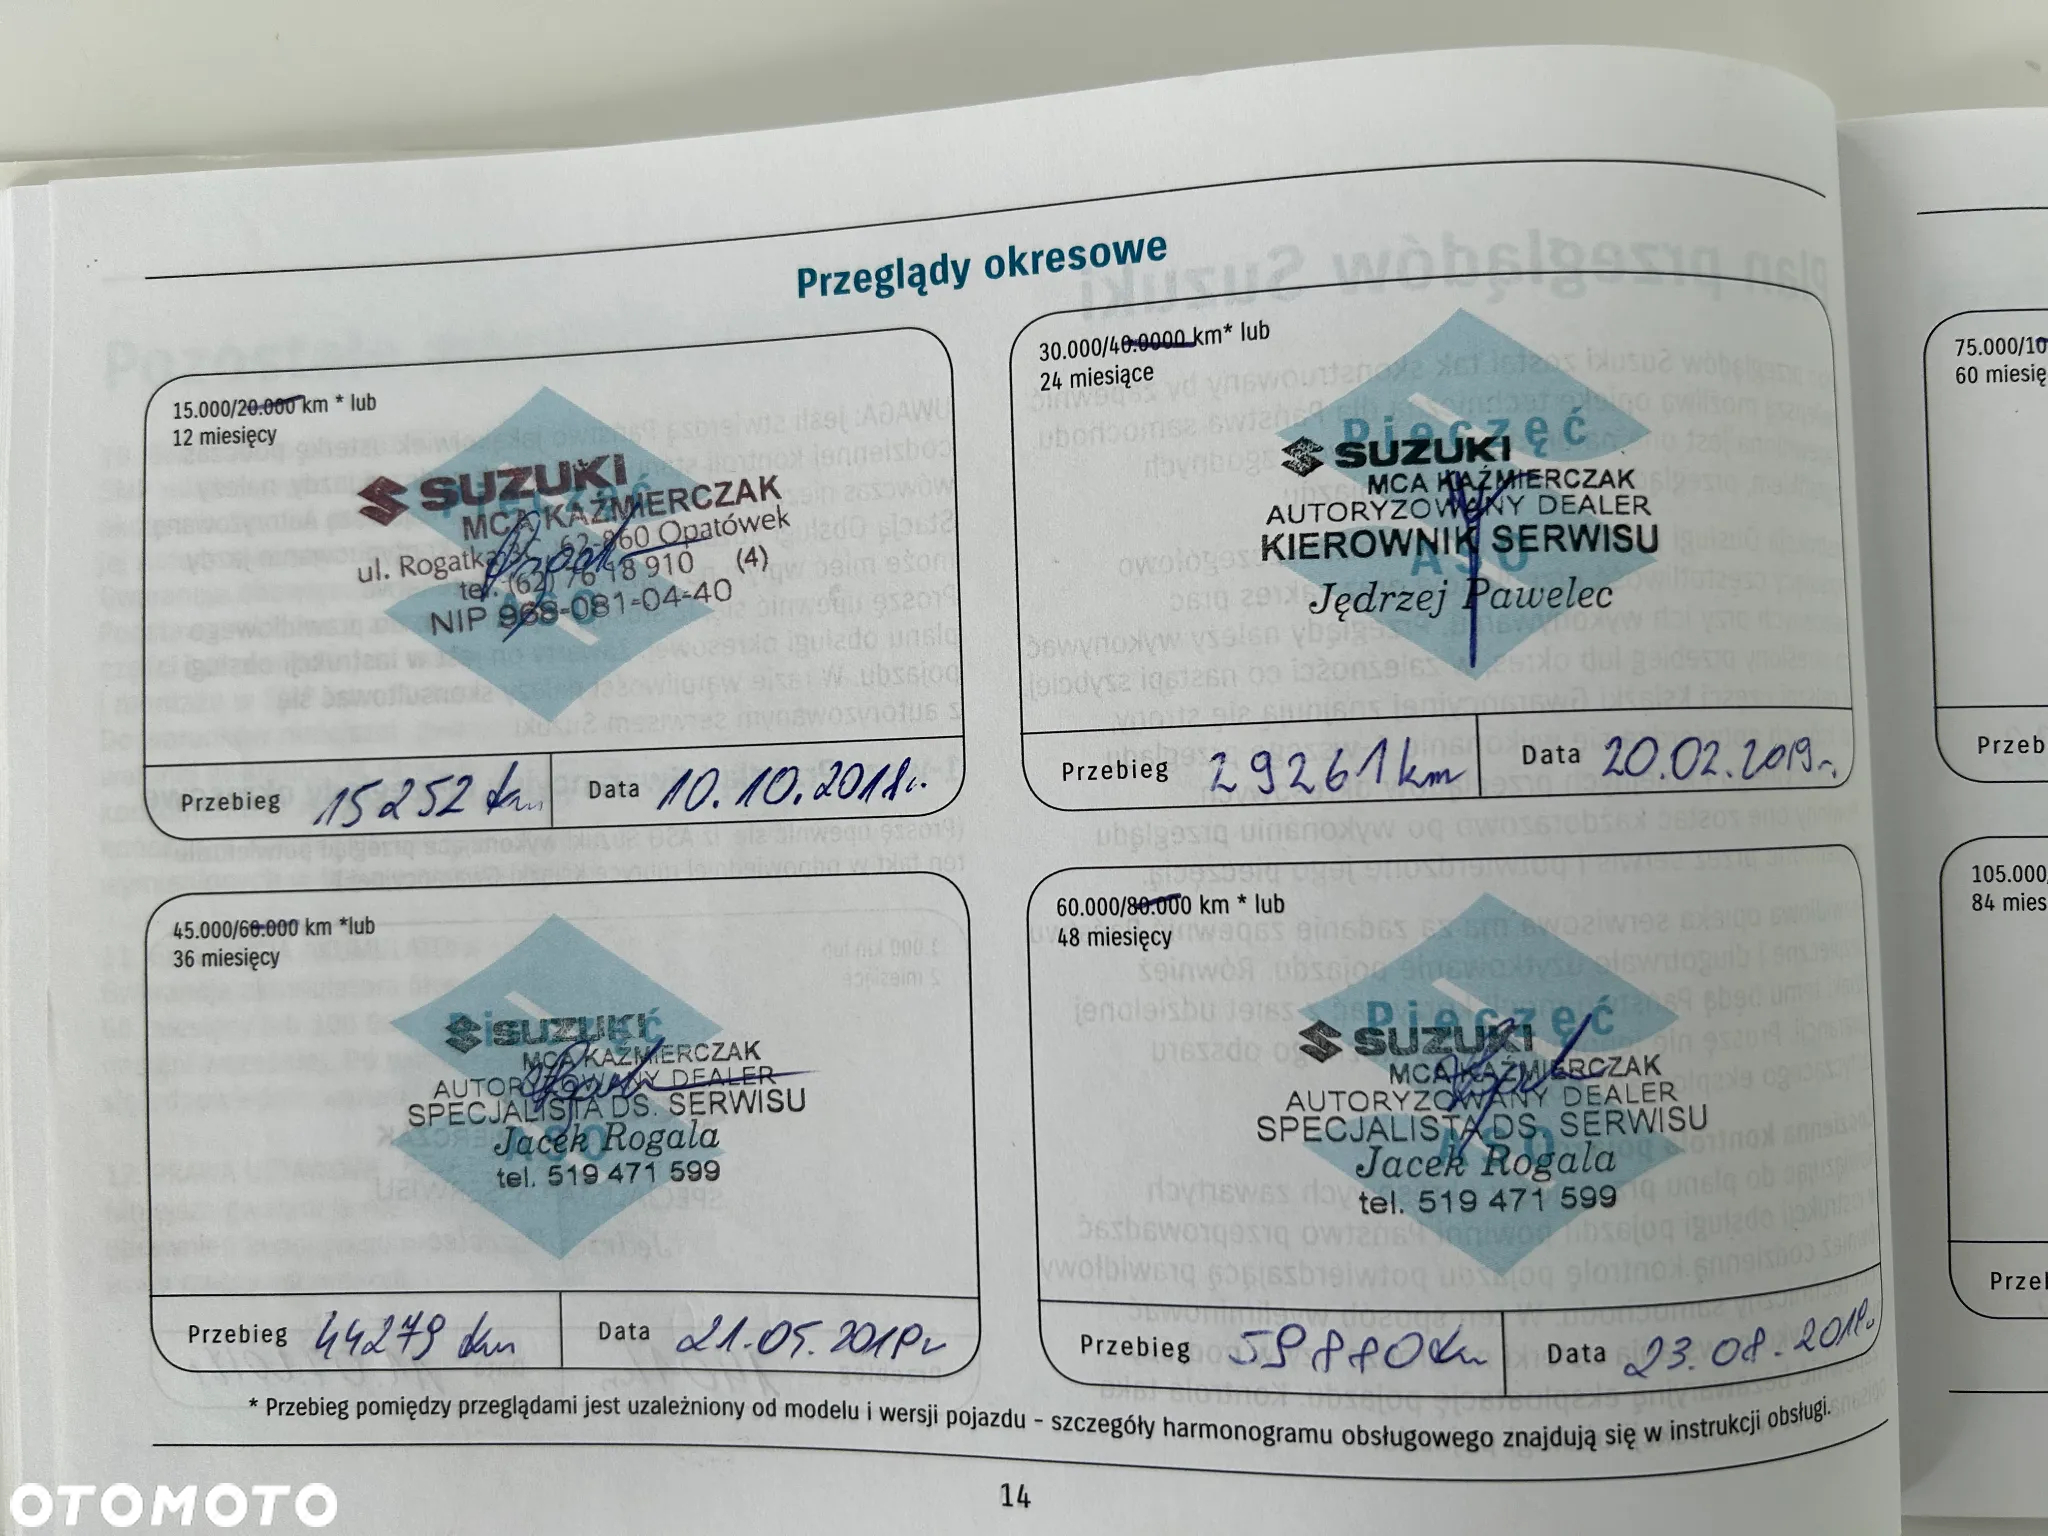 Przeglądy okresowe
15.000/20.000 km * lub
12 miesięcy
SUZUKI
MCA KAŹMIERCZAK
62-860 Opatówek
tel. (62) 76 18 910 (4)
NIP 968-081-04-40
Przebieg 15252 km
Data 10.10.2018r.
30.000/40.0000 km* lub
24 miesiące
Pieczęć
SUZUKI
MCA KAŹMIERCZAK
AUTORYZOWANY DEALER
KIEROWNIK SERWISU
ASO
Jędrzej Pawelec
Przebieg 29261 km
Data 20.02.2019r.
45.000/60.000 km *lub
36 miesięcy
SUZUKI
MCA KAŹMIERCZAK
AUTORYZOWANY DEALER
SPECJALISTA DS. SERWISU
ASO
Jacek Rogala
tel. 519 471 599
Przebieg 44279 km
Data 21.05.2019r
60.000/80.000 km * lub
48 miesięcy
Pieczęć
SUZUKI
MCA KAŹMIERCZAK
AUTORYZOWANY DEALER
SPECJALISTA DS. SERWISU
ASO
Jacek Rogala
tel. 519 471 599
Przebieg
Data 23.08.2019r.
* Przebieg pomiędzy przeglądami jest uzależniony od modelu i wersji pojazdu - szczegóły harmonogramu obsługowego znajdują się w instrukcji obsługi.
14
75.000/10
60 miesię
Przeb
105.000/
84 mies
Przeb
OTOMOTO